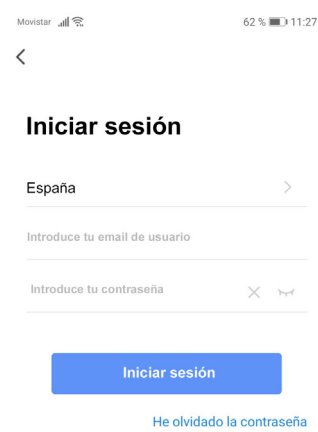 Movistar 62 % 11:27
Iniciar sesión
España
Introduce tu email de usuario
Introduce tu contraseña
Iniciar sesión
He olvidado la contraseña